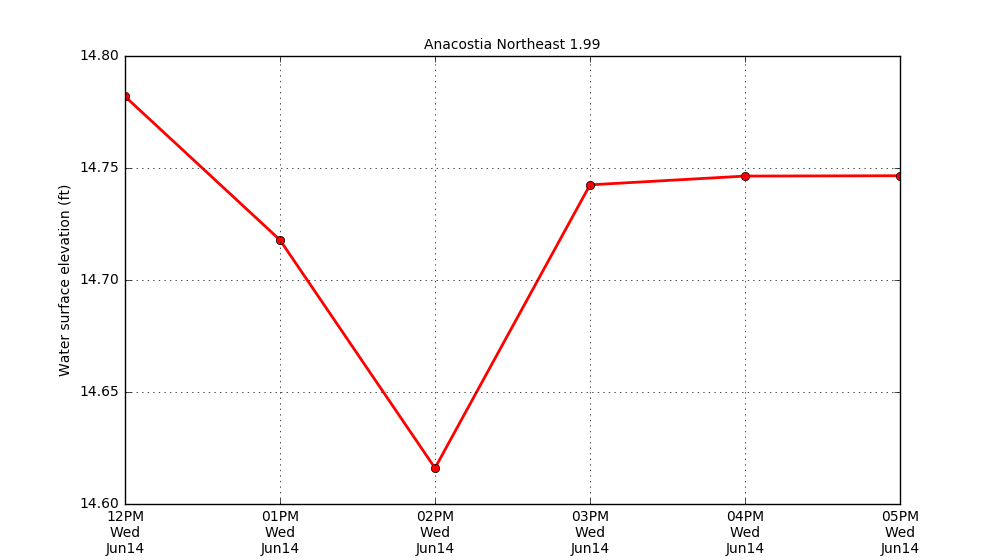 Anacostia Northeast 1.99
14.80
14.75
14.70
14.65
14.60
Water surface elevation (ft)
12PM 01PM 02PM 03PM 04PM 05PM
Wed Wed Wed Wed Wed Wed
Jun14 Jun14 Jun14 Jun14 Jun14 Jun14